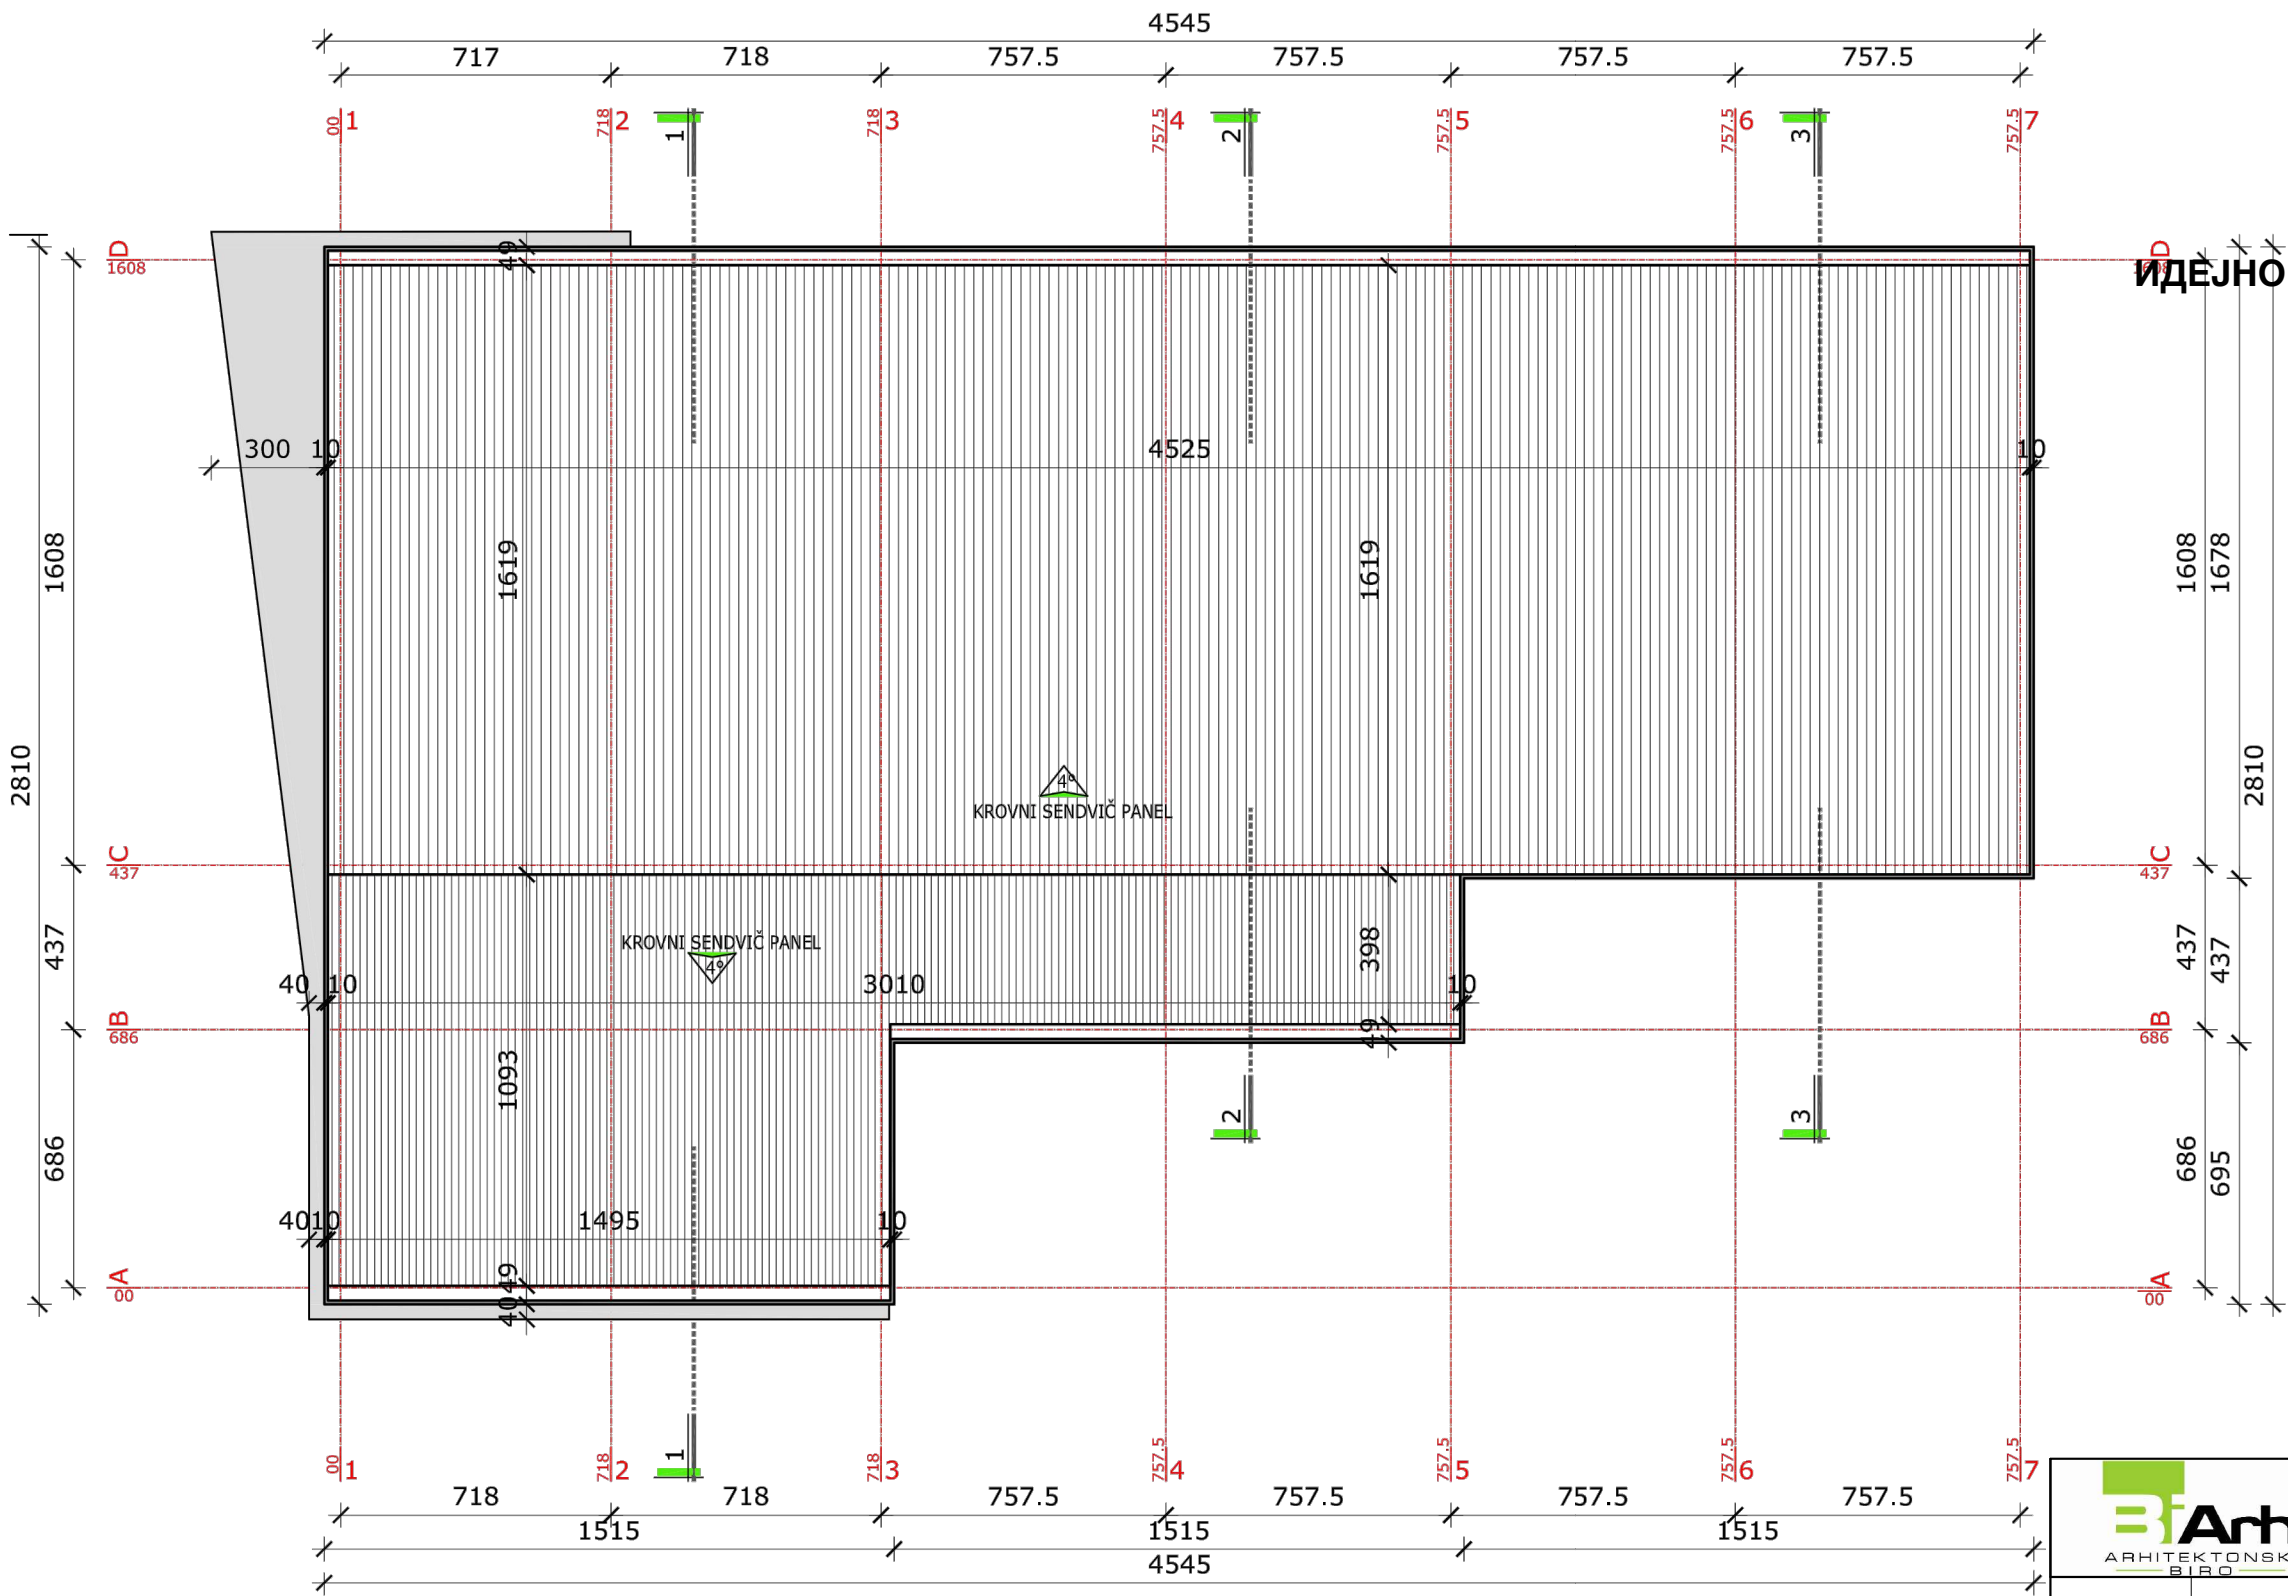 4545
717 718 757.5 757.5 757.5 757.5
00 1 718 2 1 718 3 757.5 4 2 757.5 5 757.5 6 3 757.5 7
D
1608
49
D
1608
ИДЕЈНО
300 10 4525 10
1608 1619 1619 1608 1678
2810 2810
4°
KROVNI SENDVIČ PANEL
C
437
C
437
KROVNI SENDVIČ PANEL
4°
437 398 437 437
40 10 3010 10
B
686
49
B
686
1093
2 3
686 686 695
40 10 1495 10
A
00
49
40
A
00
00 1 718 2 1 718 3 757.5 4 757.5 5 757.5 6 757.5 7
718 718 757.5 757.5 757.5 757.5
1515 1515 1515
4545
Bf Arh
ARHITEKTONSK
BIRO